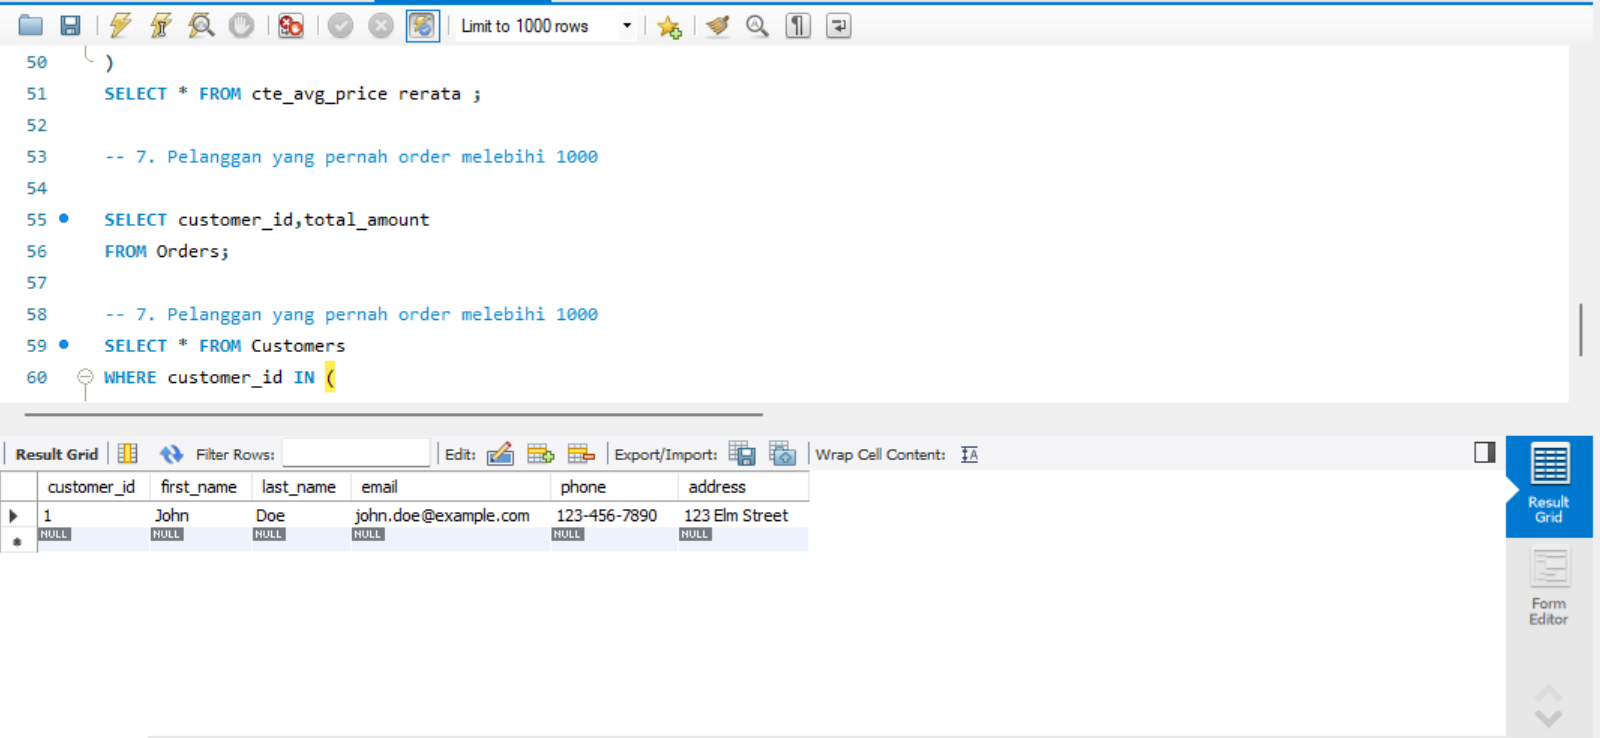 Limit to 1000 rows
50 )
51 SELECT * FROM cte_avg_price rerata ;
52
53 -- 7. Pelanggan yang pernah order melebihi 1000
54
55 SELECT customer_id,total_amount
56 FROM Orders;
57
58 -- 7. Pelanggan yang pernah order melebihi 1000
59 SELECT * FROM Customers
60 WHERE customer_id IN (
Result Grid Filter Rows: Edit: Export/Import: Wrap Cell Content: IA
customer_id first_name last_name email phone address
1 John Doe john.doe@example.com 123-456-7890 123 Elm Street
NULL NULL NULL NULL NULL NULL
Result
Grid
Form
Editor